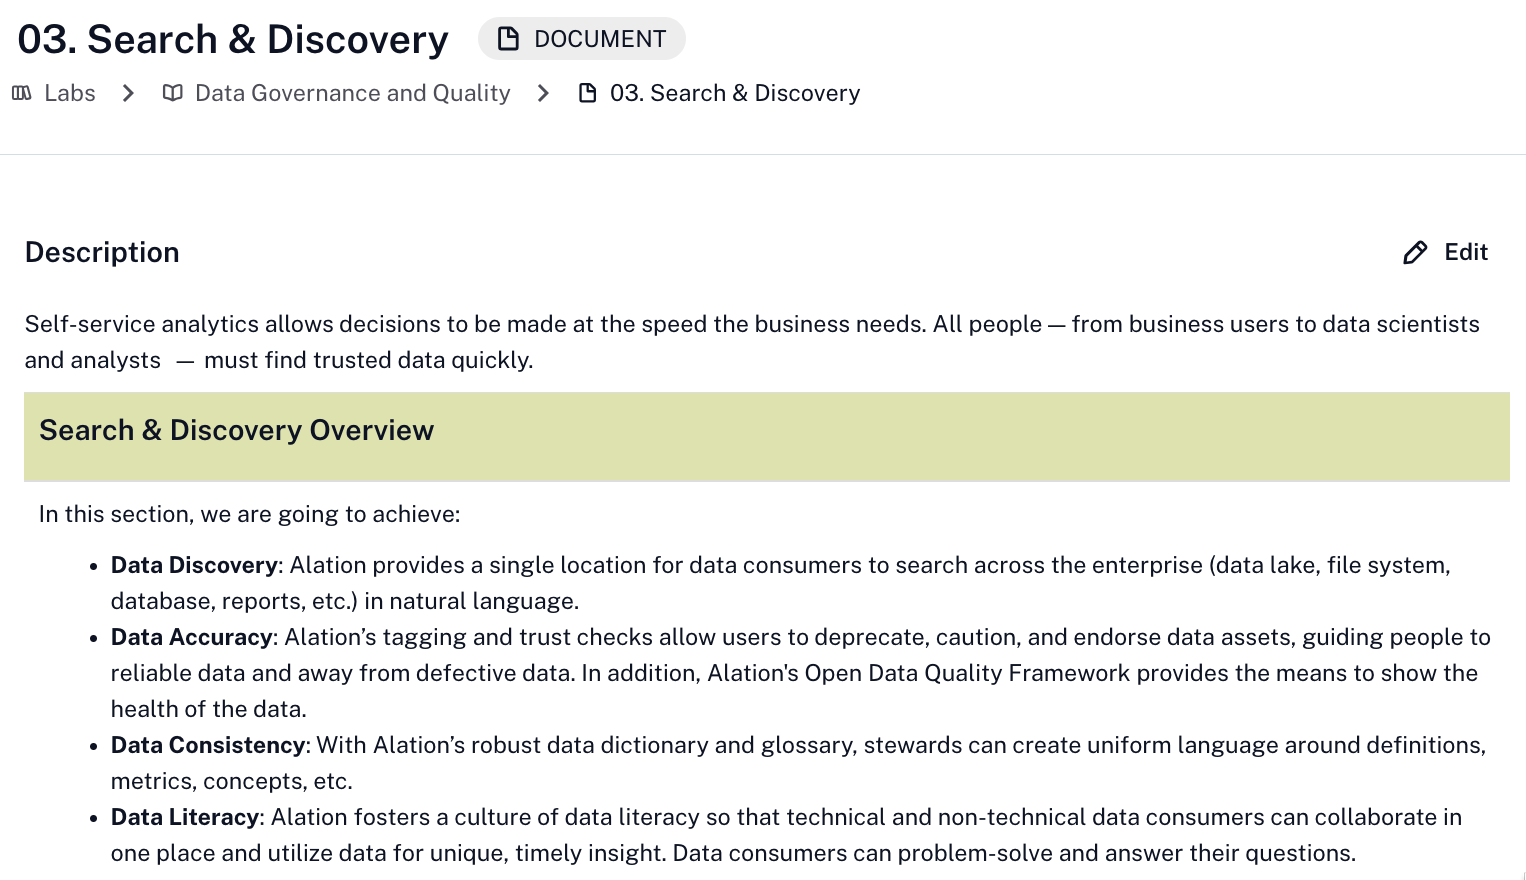 03. Search & Discovery DOCUMENT
Labs Data Governance and Quality 03. Search & Discovery
Description Edit
Self-service analytics allows decisions to be made at the speed the business needs. All people — from business users to data scientists
and analysts — must find trusted data quickly.
Search & Discovery Overview
In this section, we are going to achieve:
• Data Discovery: Alation provides a single location for data consumers to search across the enterprise (data lake, file system,
database, reports, etc.) in natural language.
• Data Accuracy: Alation’s tagging and trust checks allow users to deprecate, caution, and endorse data assets, guiding people to
reliable data and away from defective data. In addition, Alation's Open Data Quality Framework provides the means to show the
health of the data.
• Data Consistency: With Alation’s robust data dictionary and glossary, stewards can create uniform language around definitions,
metrics, concepts, etc.
• Data Literacy: Alation fosters a culture of data literacy so that technical and non-technical data consumers can collaborate in
one place and utilize data for unique, timely insight. Data consumers can problem-solve and answer their questions.